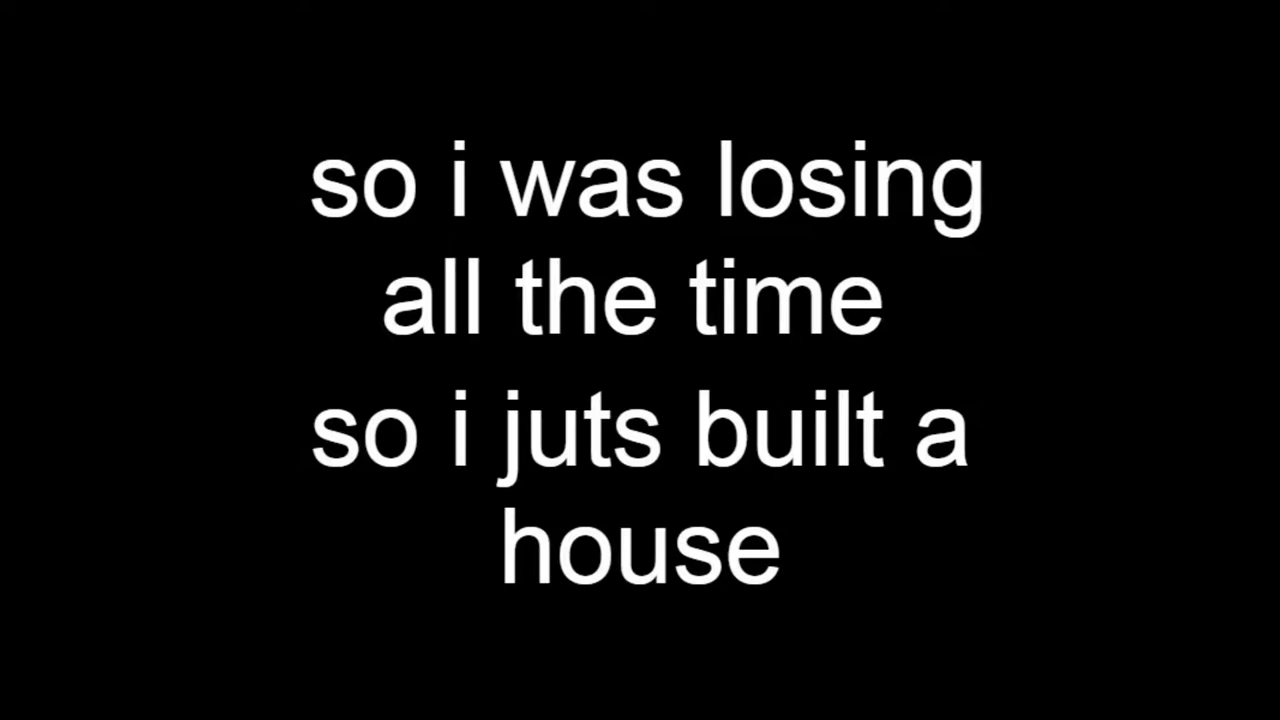 so i was losing
all the time
so i juts built a
house